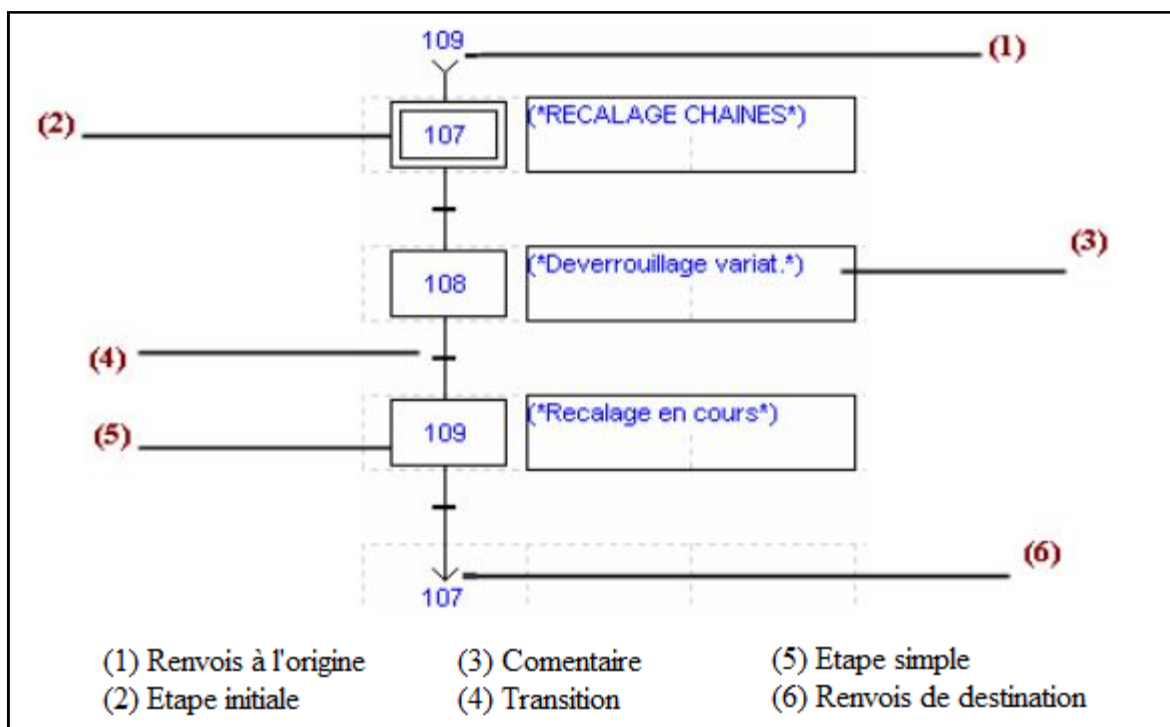 109
(1)
(2)
107
(*RECALAGE CHAINES*)
108
(*Deverrouillage variat.*)
(3)
(4)
109
(*Recalage en cours*)
(5)
(6)
107
(1) Renvois à l'origine
(3) Comentaire
(5) Etape simple
(2) Etape initiale
(4) Transition
(6) Renvois de destination